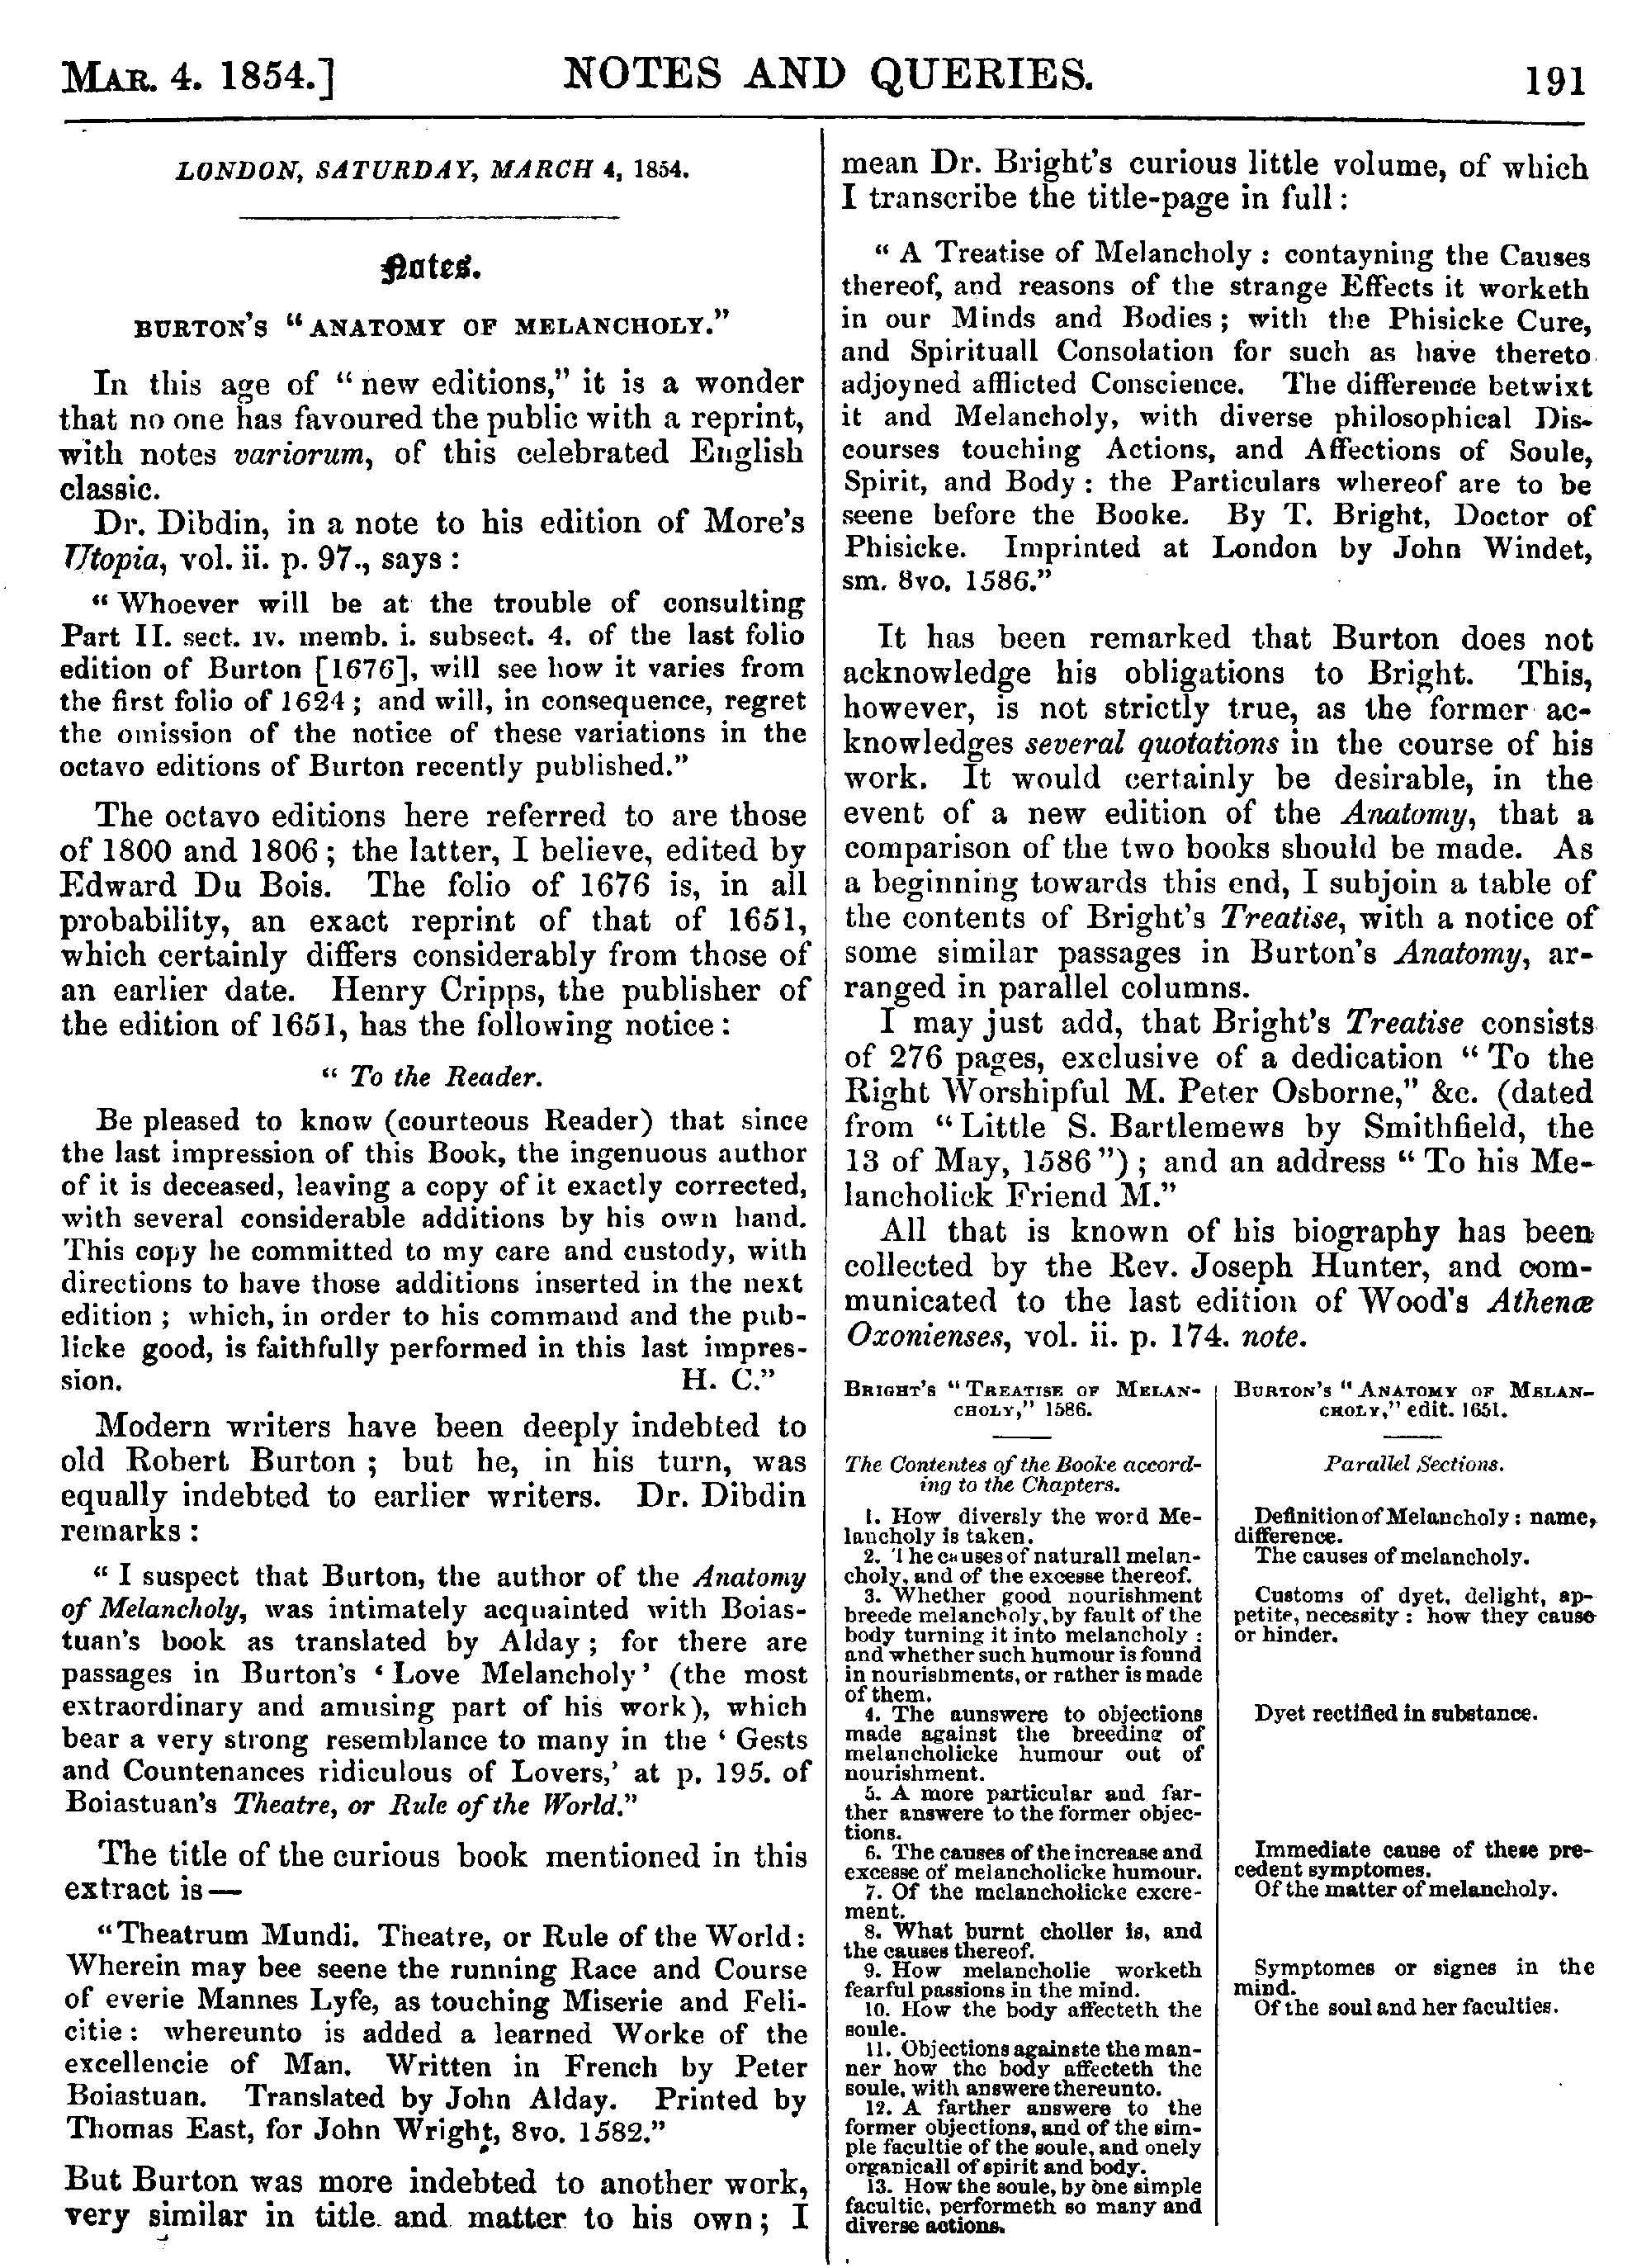 MAR. 4. 1854.]
NOTES AND QUERIES.
191
LONDON, SATURDAY, MARCH 4, 1854.
Notes.
BURTON'S "ANATOMY OF MELANCHOLY."
In this age of "new editions," it is a wonder
that no one has favoured the public with a reprint,
with notes variorum, of this celebrated English
classic.
Dr. Dibdin, in a note to his edition of More's
Utopia, vol. ii. p. 97., says:
"Whoever will be at the trouble of consulting
Part II. sect. IV. memb. i. subsect. 4. of the last folio
edition of Burton [1676], will see how it varies from
the first folio of 1624; and will, in consequence, regret
the omission of the notice of these variations in the
octavo editions of Burton recently published."
The octavo editions here referred to are those
of 1800 and 1806; the latter, I believe, edited by
Edward Du Bois. The folio of 1676 is, in all
probability, an exact reprint of that of 1651,
which certainly differs considerably from those of
an earlier date. Henry Cripps, the publisher of
the edition of 1651, has the following notice:
"To the Reader.
Be pleased to know (courteous Reader) that since
the last impression of this Book, the ingenuous author
of it is deceased, leaving a copy of it exactly corrected,
with several considerable additions by his own hand.
This copy he committed to my care and custody, with
directions to have those additions inserted in the next
edition; which, in order to his command and the pub-
licke good, is faithfully performed in this last impres-
sion. H. C."
Modern writers have been deeply indebted to
old Robert Burton; but he, in his turn, was
equally indebted to earlier writers. Dr. Dibdin
remarks:
"I suspect that Burton, the author of the Anatomy
of Melancholy, was intimately acquainted with Boias-
tuan's book as translated by Alday; for there are
passages in Burton's 'Love Melancholy' (the most
extraordinary and amusing part of his work), which
bear a very strong resemblance to many in the 'Gests
and Countenances ridiculous of Lovers,' at p. 195. of
Boiastuan's Theatre, or Rule of the World."
The title of the curious book mentioned in this
extract is—
"Theatrum Mundi. Theatre, or Rule of the World:
Wherein may bee seene the running Race and Course
of everie Mannes Lyfe, as touching Miserie and Feli-
citie: whereunto is added a learned Worke of the
excellencie of Man. Written in French by Peter
Boiastuan. Translated by John Alday. Printed by
Thomas East, for John Wright, 8vo. 1582."
But Burton was more indebted to another work,
very similar in title and matter to his own; I
mean Dr. Bright's curious little volume, of which
I transcribe the title-page in full:
"A Treatise of Melancholy: contayning the Causes
thereof, and reasons of the strange Effects it worketh
in our Minds and Bodies; with the Phisicke Cure,
and Spirituall Consolation for such as have thereto
adjoyned afflicted Conscience. The difference betwixt
it and Melancholy, with diverse philosophical Dis-
courses touching Actions, and Affections of Soule,
Spirit, and Body: the Particulars whereof are to be
seene before the Booke. By T. Bright, Doctor of
Phisicke. Imprinted at London by John Windet,
sm. 8vo. 1586."
It has been remarked that Burton does not
acknowledge his obligations to Bright. This,
however, is not strictly true, as the former ac-
knowledges several quotations in the course of his
work. It would certainly be desirable, in the
event of a new edition of the Anatomy, that a
comparison of the two books should be made. As
a beginning towards this end, I subjoin a table of
the contents of Bright's Treatise, with a notice of
some similar passages in Burton's Anatomy, ar-
ranged in parallel columns.
I may just add, that Bright's Treatise consists
of 276 pages, exclusive of a dedication "To the
Right Worshipful M. Peter Osborne," &c. (dated
from "Little S. Bartlemews by Smithfield, the
13 of May, 1586"); and an address "To his Me-
lancholick Friend M."
All that is known of his biography has been
collected by the Rev. Joseph Hunter, and com-
municated to the last edition of Wood's Athenæ
Oxonienses, vol. ii. p. 174. note.
BRIGHT'S "TREATISE OF MELAN-
CHOLY," 1586.
The Contentes of the Booke accord-
ing to the Chapters.
1. How diversly the word Me-
lancholy is taken.
2. The causes of naturall melan-
choly, and of the excesse thereof.
3. Whether good nourishment
breede melancholy, by fault of the
body turning it into melancholy:
and whether such humour is found
in nourishments, or rather is made
of them.
4. The aunswere to objections
made against the breeding of
melancholicke humour out of
nourishment.
5. A more particular and far-
ther answere to the former objec-
tions.
6. The causes of the increase and
excesse of melancholicke humour.
7. Of the melancholicke excre-
ment.
8. What burnt choller is, and
the causes thereof.
9. How melancholie worketh
fearful passions in the mind.
10. How the body affecteth the
soule.
11. Objections againste the man-
ner how the body affecteth the
soule, with answere thereunto.
12. A farther answere to the
former objections, and of the sim-
ple facultie of the soule, and onely
organicall of spirit and body.
13. How the soule, by one simple
facultie, performeth so many and
diverse actions.
BURTON'S "ANATOMY OF MELAN-
CHOLY," edit. 1651.
Parallel Sections.
Definition of Melancholy: name,
difference.
The causes of melancholy.
Customs of dyet, delight, ap-
petite, necessity: how they cause
or hinder.
Dyet rectified in substance.
Immediate cause of these pre-
cedent symptomes.
Of the matter of melancholy.
Symptomes or signes in the
mind.
Of the soul and her faculties.